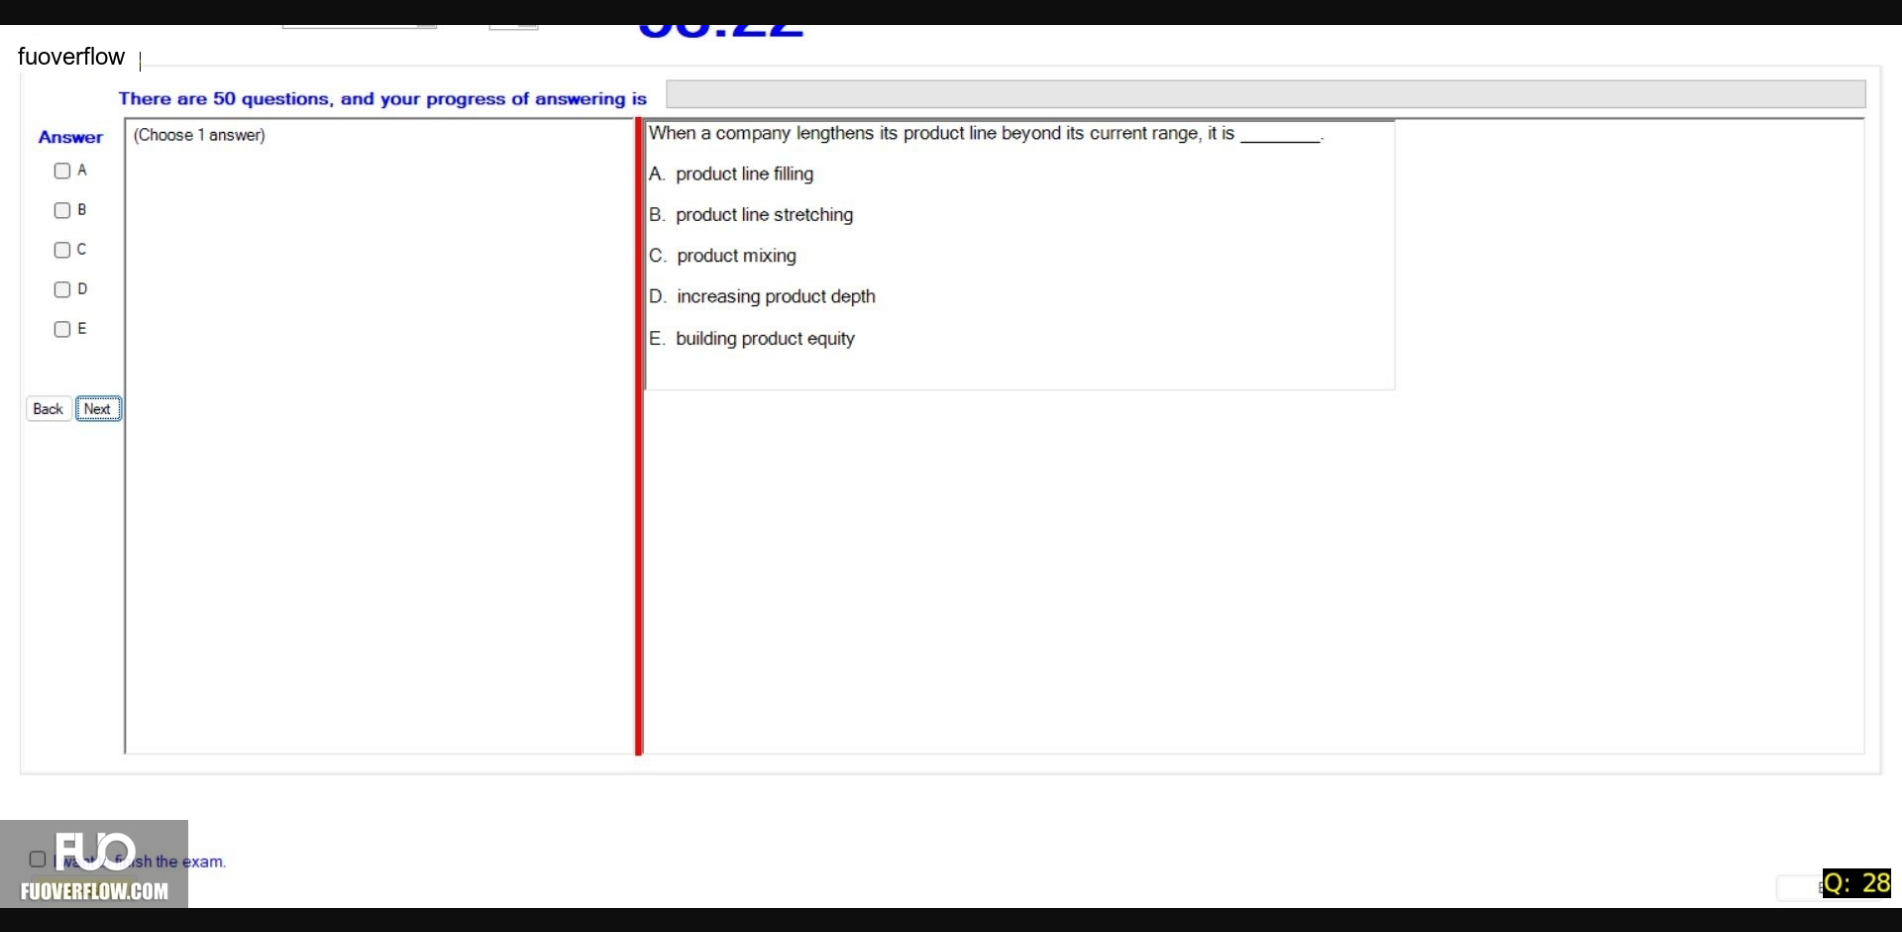 fuoverflow
There are 50 questions, and your progress of answering is
Answer
(Choose 1 answer)
When a company lengthens its product line beyond its current range, it is ________.
A
A. product line filling
B
B. product line stretching
C
C. product mixing
D
D. increasing product depth
E
E. building product equity
Back Next
FUO
finish the exam.
FUOVERFLOW.COM
Q: 28